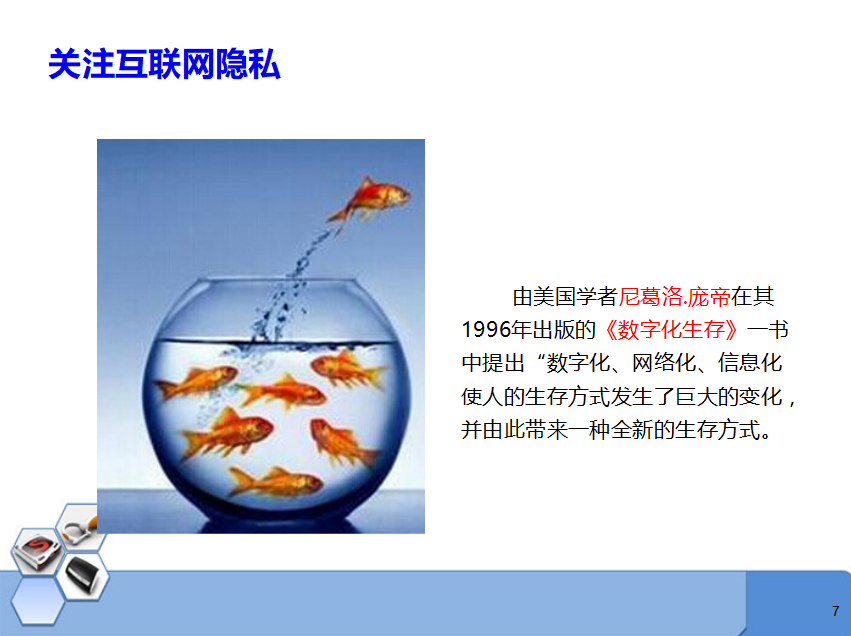 关注互联网隐私
由美国学者尼葛洛.庞帝在其
1996年出版的《数字化生存》一书
中提出“数字化、网络化、信息化
使人的生存方式发生了巨大的变化，
并由此带来一种全新的生存方式。
7